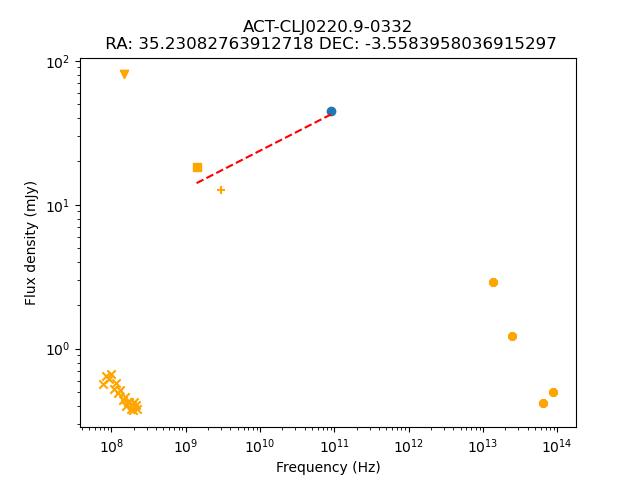 ACT-CLJ0220.9-0332
RA: 35.23082763912718 DEC: -3.5583958036915297
Flux density (mJy)
10²
10¹
10⁰
10⁸ 10⁹ 10¹⁰ 10¹¹ 10¹² 10¹³ 10¹⁴
Frequency (Hz)